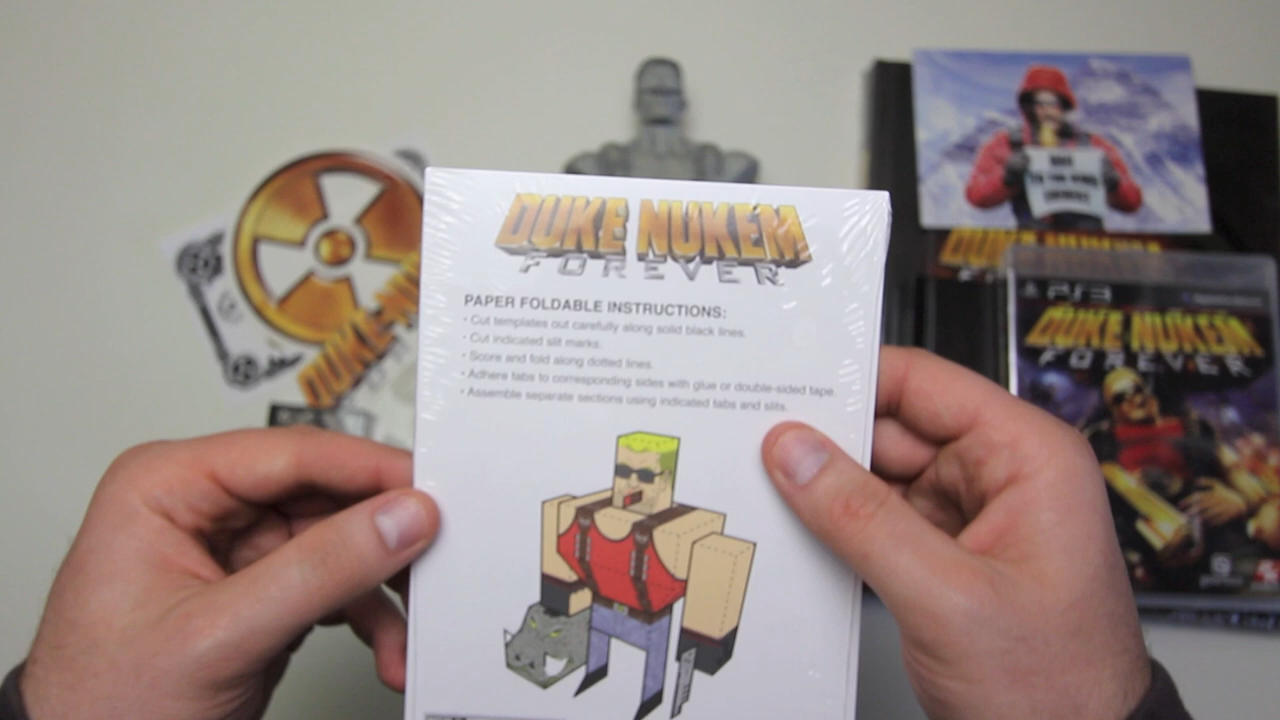 DUKE NUKEM
FOREVER
PAPER FOLDABLE INSTRUCTIONS:
• Cut templates out carefully along solid black lines.
• Cut indicated slit marks.
• Score and fold along dotted lines.
• Adhere tabs to corresponding sides with glue or double-sided tape.
• Assemble separate sections using indicated tabs and slits.
DUKE NUKEM
PS3
DUKE NUKEM
FOREVER
2K